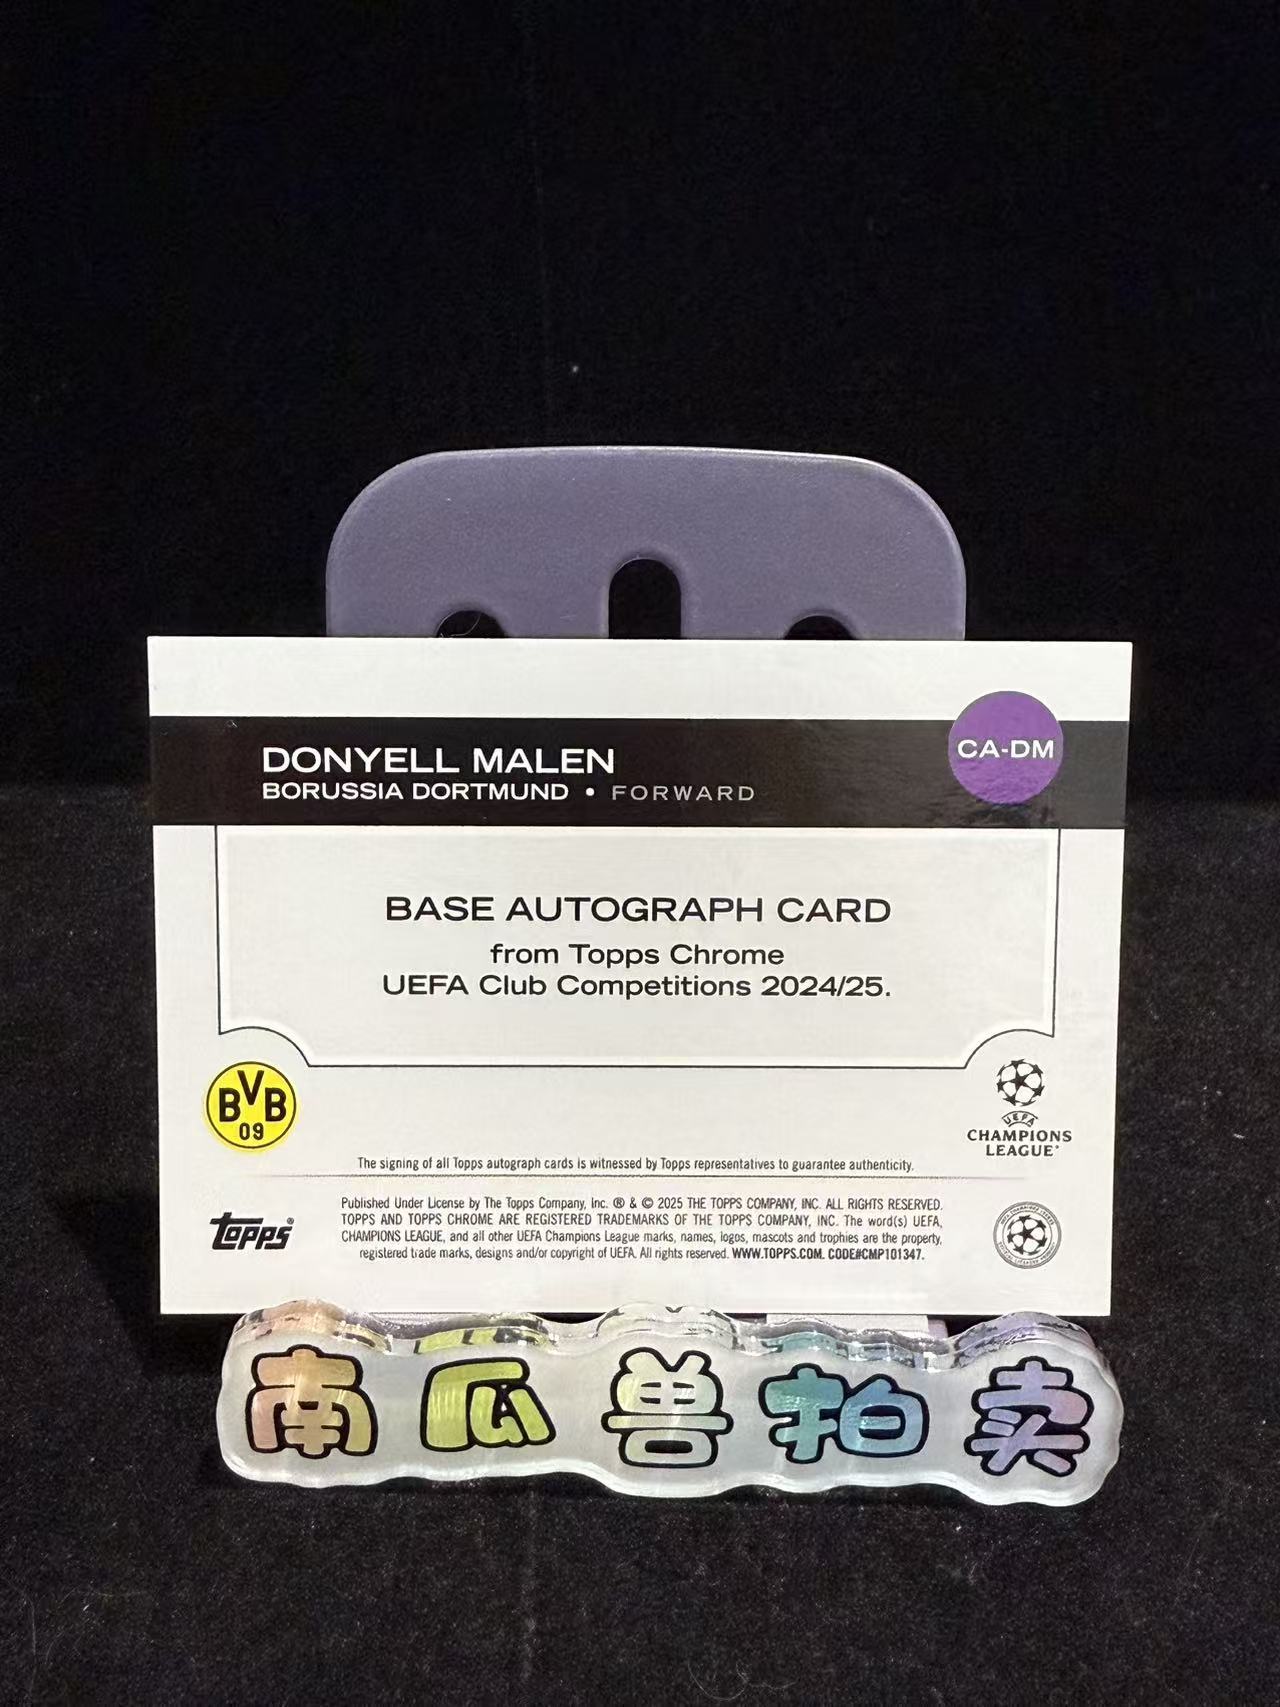 DONYELL MALEN
BORUSSIA DORTMUND • FORWARD
CA-DM
BASE AUTOGRAPH CARD
from Topps Chrome
UEFA Club Competitions 2024/25.
BVB
09
UEFA
CHAMPIONS
LEAGUE
The signing of all Topps autograph cards is witnessed by Topps representatives to guarantee authenticity.
topps®
Published Under License by The Topps Company, Inc. ® & © 2025 THE TOPPS COMPANY, INC. ALL RIGHTS RESERVED.
TOPPS AND TOPPS CHROME ARE REGISTERED TRADEMARKS OF THE TOPPS COMPANY, INC. The word(s) UEFA,
CHAMPIONS LEAGUE, and all other UEFA Champions League marks, names, logos, mascots and trophies are the property,
registered trade marks, designs and/or copyright of UEFA. All rights reserved. WWW.TOPPS.COM. CODE#CMP101347.
南瓜兽拍卖